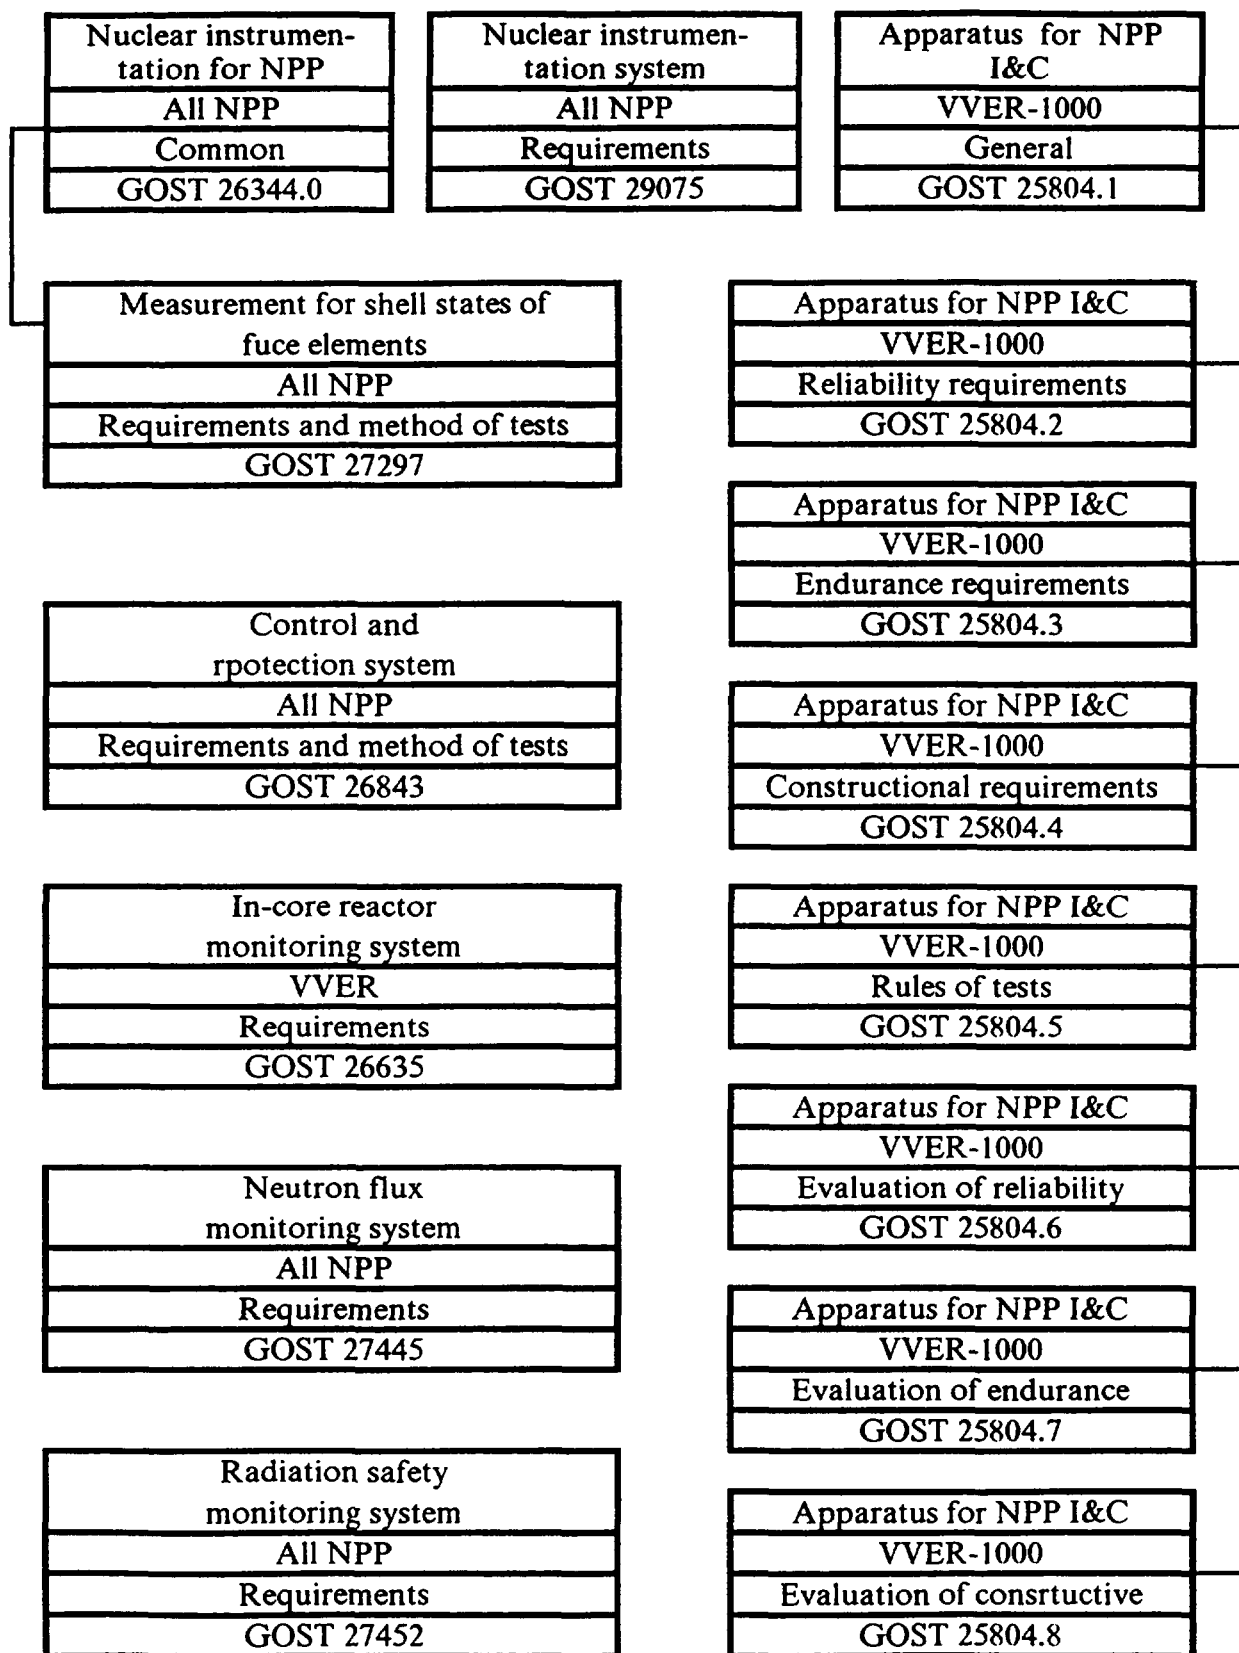 Nuclear instrumen-
tation for NPP
All NPP
Common
GOST 26344.0
Nuclear instrumen-
tation system
All NPP
Requirements
GOST 29075
Apparatus for NPP
I&C
VVER-1000
General
GOST 25804.1
Measurement for shell states of
fuce elements
All NPP
Requirements and method of tests
GOST 27297
Control and
rpotection system
All NPP
Requirements and method of tests
GOST 26843
In-core reactor
monitoring system
VVER
Requirements
GOST 26635
Neutron flux
monitoring system
All NPP
Requirements
GOST 27445
Radiation safety
monitoring system
All NPP
Requirements
GOST 27452
Apparatus for NPP I&C
VVER-1000
Reliability requirements
GOST 25804.2
Apparatus for NPP I&C
VVER-1000
Endurance requirements
GOST 25804.3
Apparatus for NPP I&C
VVER-1000
Constructional requirements
GOST 25804.4
Apparatus for NPP I&C
VVER-1000
Rules of tests
GOST 25804.5
Apparatus for NPP I&C
VVER-1000
Evaluation of reliability
GOST 25804.6
Apparatus for NPP I&C
VVER-1000
Evaluation of endurance
GOST 25804.7
Apparatus for NPP I&C
VVER-1000
Evaluation of consrtuctive
GOST 25804.8